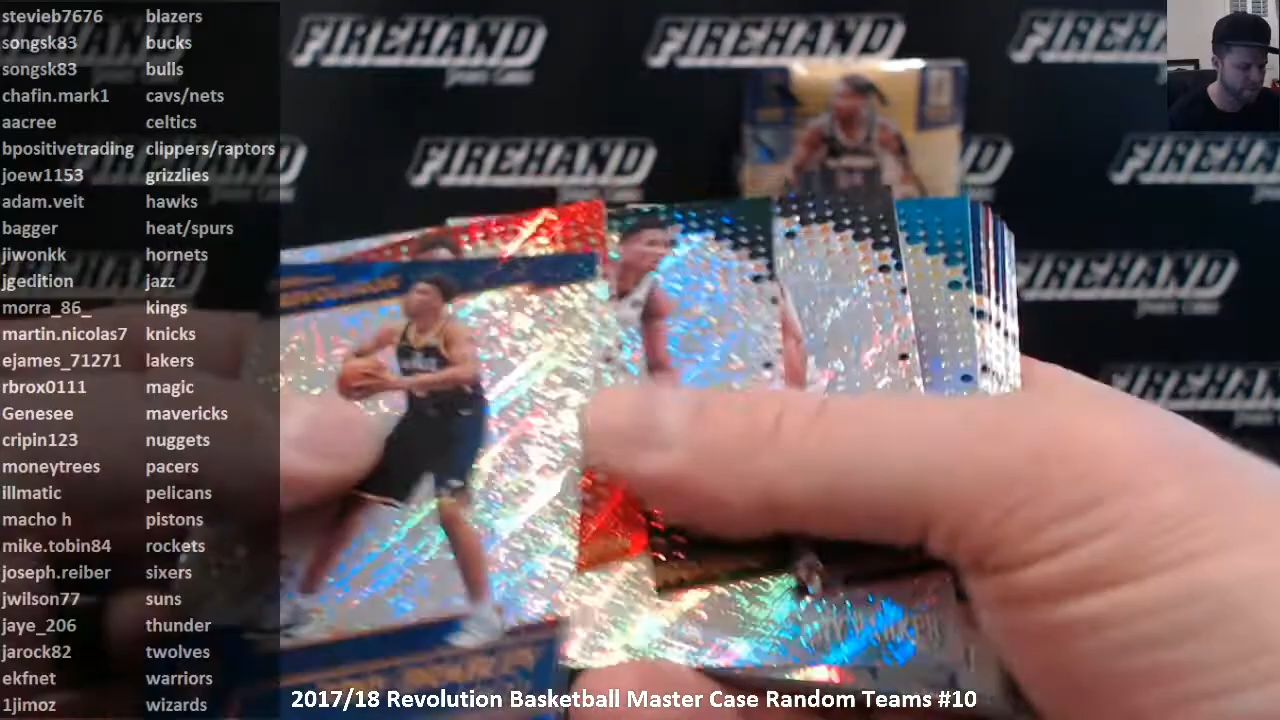 stevieb7676 blazers
songsk83 bucks
songsk83 bulls
chafin.mark1 cavs/nets
aacree celtics
bpositivetrading clippers/raptors
joew1153 grizzlies
adam.veit hawks
bagger heat/spurs
jiwonkk hornets
jgedition jazz
morra_86_ kings
martin.nicolas7 knicks
ejames_71271 lakers
rbrox0111 magic
Genesee mavericks
cripin123 nuggets
moneytrees pacers
illmatic pelicans
macho h pistons
mike.tobin84 rockets
joseph.reiber sixers
jwilson77 suns
jaye_206 thunder
jarock82 twolves
ekfnet warriors
1jimoz wizards
FIREHAND FIREHAND FIREHAND
FIREHAND FIREHAND
FIREHAND
FIREHAND
2017/18 Revolution Basketball Master Case Random Teams #10